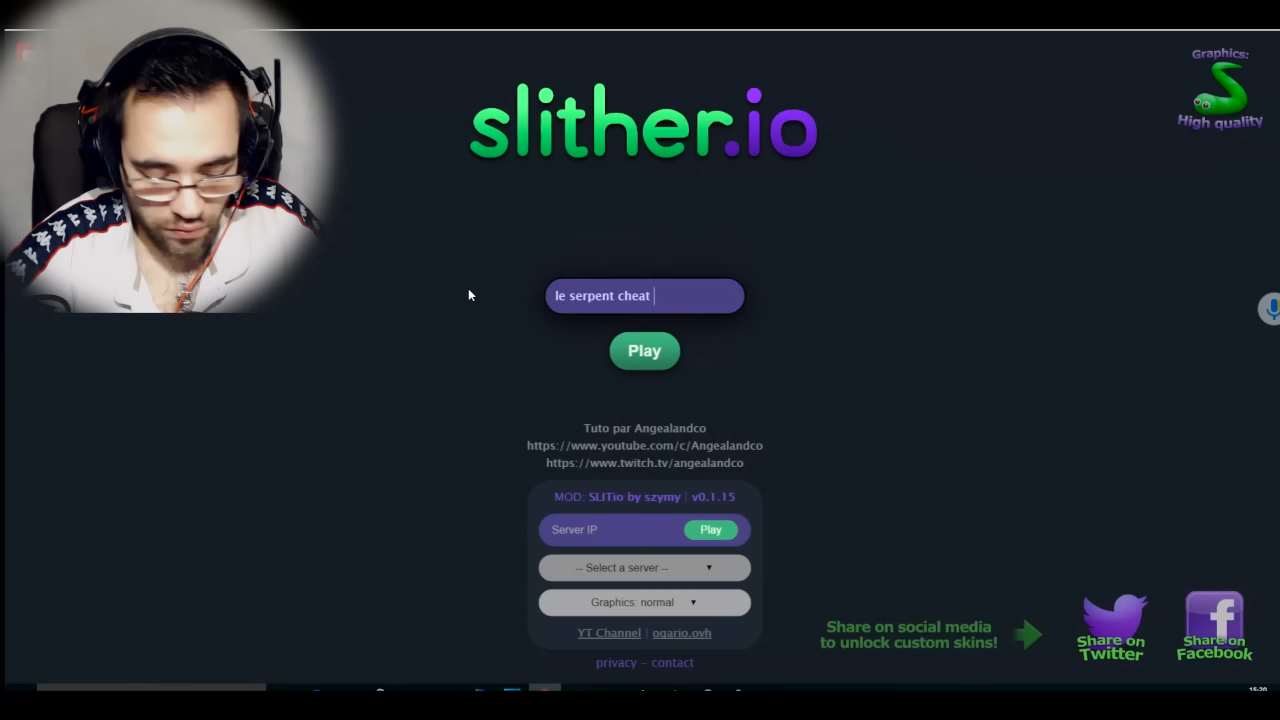 Graphics:
High quality
slither.io
le serpent cheat
Play
Tuto par Angealandco
https://www.youtube.com/c/Angealandco
https://www.twitch.tv/angealandco
MOD: SLITio by szymy | v0.1.15
Server IP
Play
-- Select a server --
Graphics: normal
YT Channel | ogario.ovh
privacy - contact
Share on social media
to unlock custom skins!
Share on
Twitter
Share on
Facebook